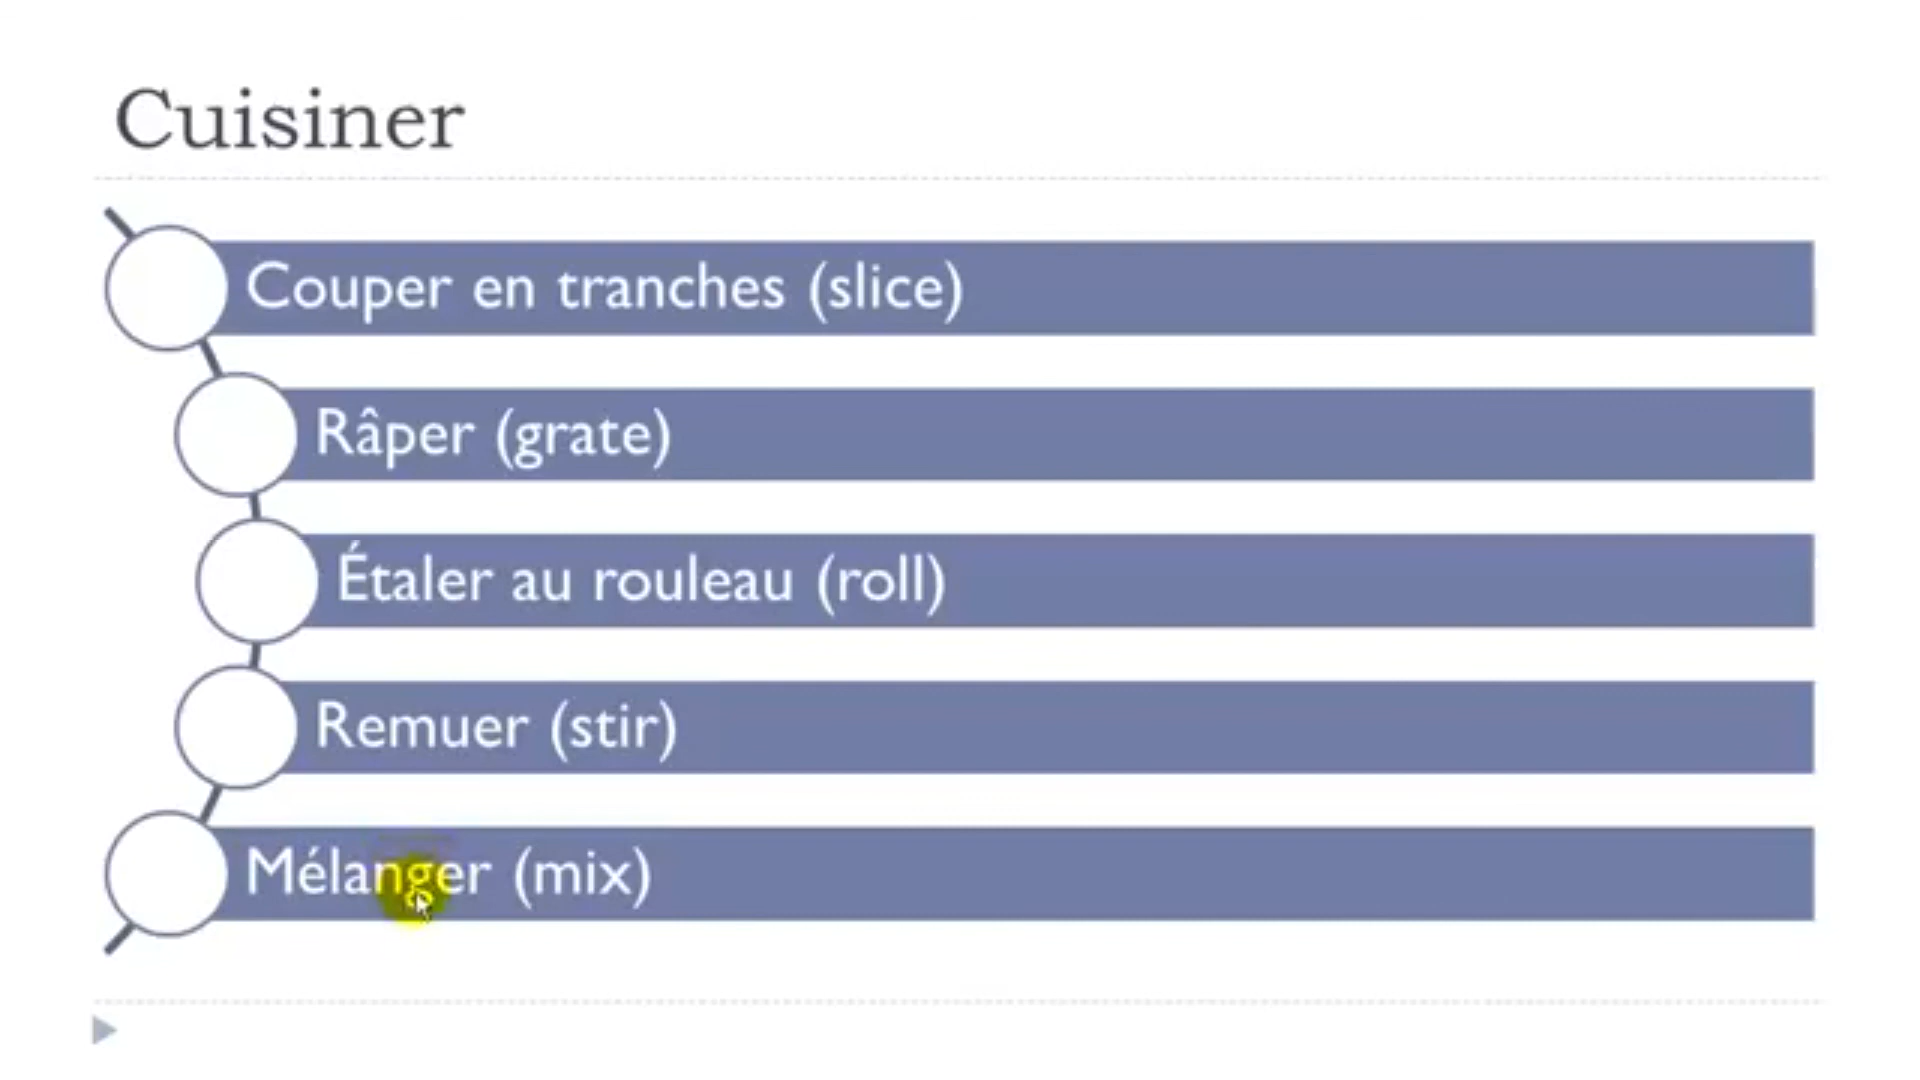 Cuisiner
Couper en tranches (slice)
Râper (grate)
Étaler au rouleau (roll)
Remuer (stir)
Mélanger (mix)